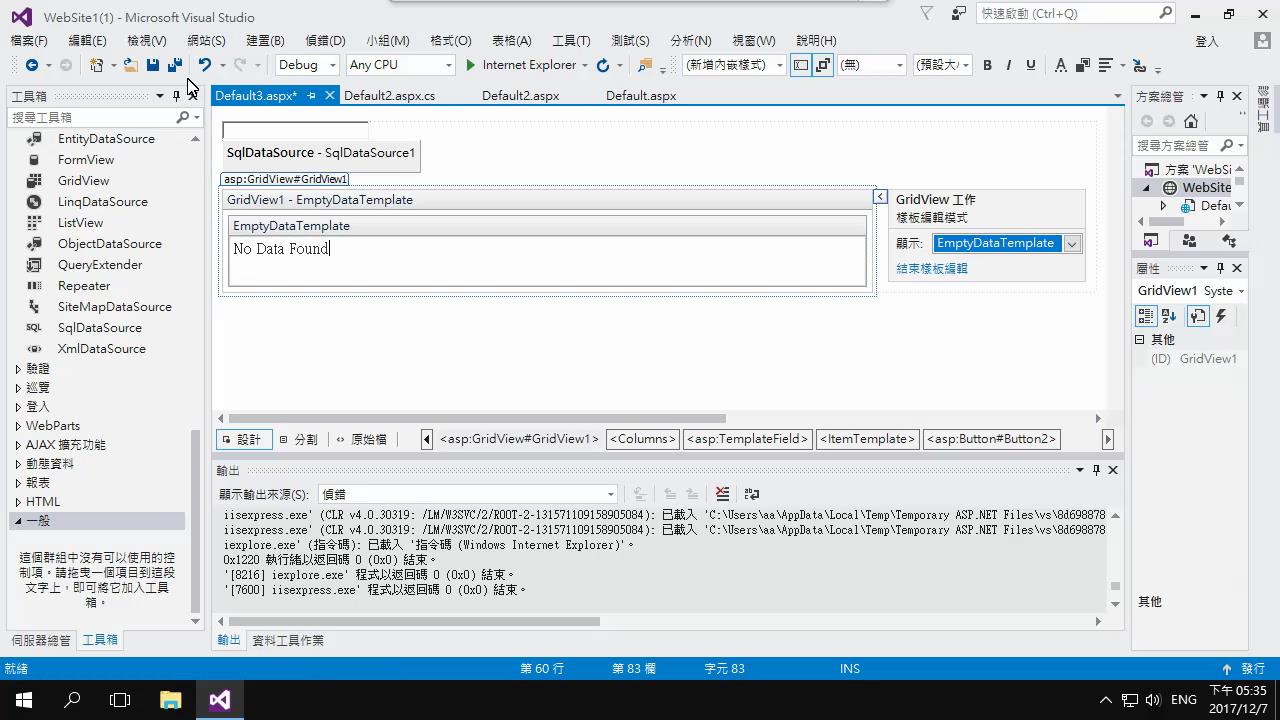 WebSite1(1) - Microsoft Visual Studio
快速啟動 (Ctrl+Q)
檔案(F) 編輯(E) 檢視(V) 網站(S) 建置(B) 偵錯(D) 小組(M) 格式(O) 表格(A) 工具(T) 測試(S) 分析(N) 視窗(W) 說明(H) 登入
Debug Any CPU Internet Explorer (新增內嵌樣式) (無) (預設大 B I U A
工具箱
Default3.aspx* Default2.aspx.cs Default2.aspx Default.aspx
方案總管
搜尋工具箱
搜尋方案總管
EntityDataSource
FormView
GridView
LinqDataSource
ListView
ObjectDataSource
QueryExtender
Repeater
SiteMapDataSource
SqlDataSource
XmlDataSource
驗證
巡覽
登入
WebParts
AJAX 擴充功能
動態資料
報表
HTML
一般
這個群組中沒有可以使用的控
制項。請拖曳一個項目到這段
文字上，即可將它加入工具
箱。
伺服器總管 工具箱
SqlDataSource - SqlDataSource1
asp:GridView#GridView1
GridView1 - EmptyDataTemplate
EmptyDataTemplate
No Data Found
GridView 工作
樣板編輯模式
顯示: EmptyDataTemplate
結束樣板編輯
設計 分割 原始檔 <asp:GridView#GridView1> <Columns> <asp:TemplateField> <ItemTemplate> <asp:Button#Button2>
輸出
顯示輸出來源(S): 偵錯
iisexpress.exe' (CLR v4.0.30319: /LM/W3SVC/2/ROOT-2-131571109158905084): 已載入 'C:\Users\aa\AppData\Local\Temp\Temporary ASP.NET Files\vs\8d698878
iisexpress.exe' (CLR v4.0.30319: /LM/W3SVC/2/ROOT-2-131571109158905084): 已載入 'C:\Users\aa\AppData\Local\Temp\Temporary ASP.NET Files\vs\8d698878
iexplore.exe' (指令碼): 已載入 '指令碼 (Windows Internet Explorer)'。
0x1220 執行緒以返回碼 0 (0x0) 結束。
'[8216] iexplore.exe' 程式以返回碼 0 (0x0) 結束。
'[7600] iisexpress.exe' 程式以返回碼 0 (0x0) 結束。
輸出 資料工具作業
方案 'WebSi
WebSite
Defau
屬性
GridView1 Syste
其他
(ID) GridView1
其他
就緒 第 60 行 第 83 欄 字元 83 INS 發行
ENG
下午 05:35
2017/12/7